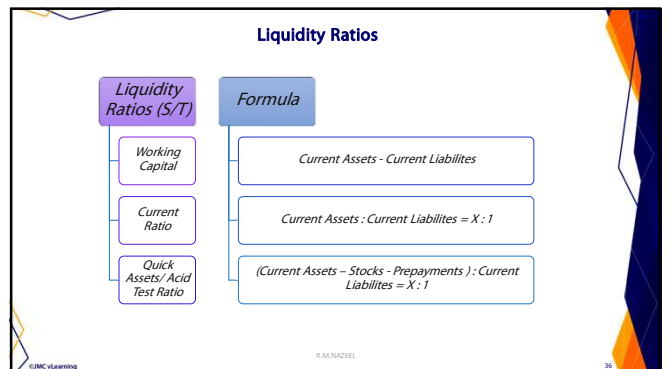 Liquidity Ratios
Liquidity
Ratios (S/T)
Formula
Working
Capital
Current Assets - Current Liabilites
Current
Ratio
Current Assets : Current Liabilites = X : 1
Quick
Assets/ Acid
Test Ratio
(Current Assets – Stocks - Prepayments ) : Current
Liabilites = X : 1
R.M.NAZEEL
©JMC vLearning
36